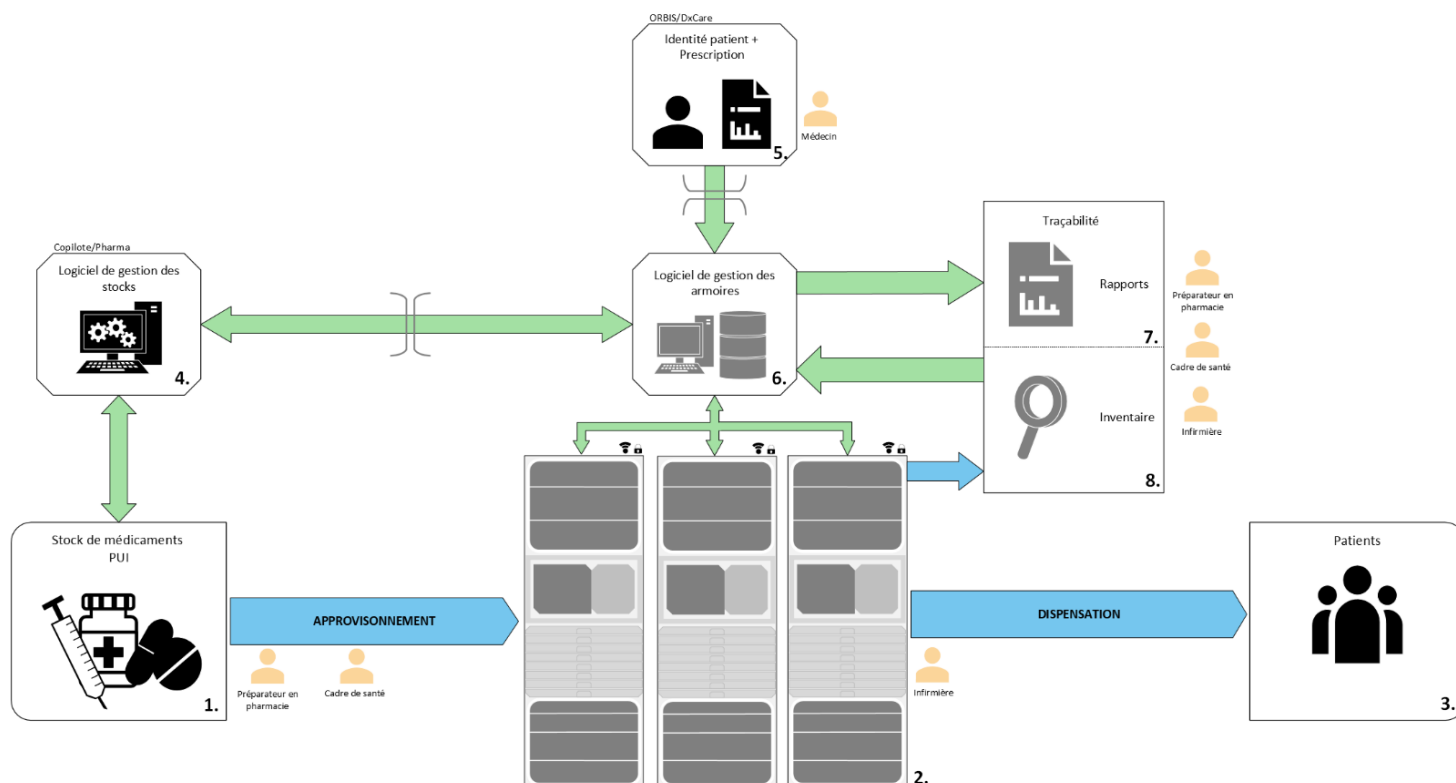 ORBIS/DxCare
Identité patient +
Prescription
5.
Médecin
Copilote/Pharma
Logiciel de gestion des
stocks
4.
Logiciel de gestion des
armoires
6.
Traçabilité
Rapports
7.
Inventaire
8.
Préparateur en
pharmacie
Cadre de santé
Infirmière
Stock de médicaments
PUI
1.
APPROVISONNEMENT
Préparateur en
pharmacie
Cadre de santé
2.
DISPENSATION
Infirmière
Patients
3.